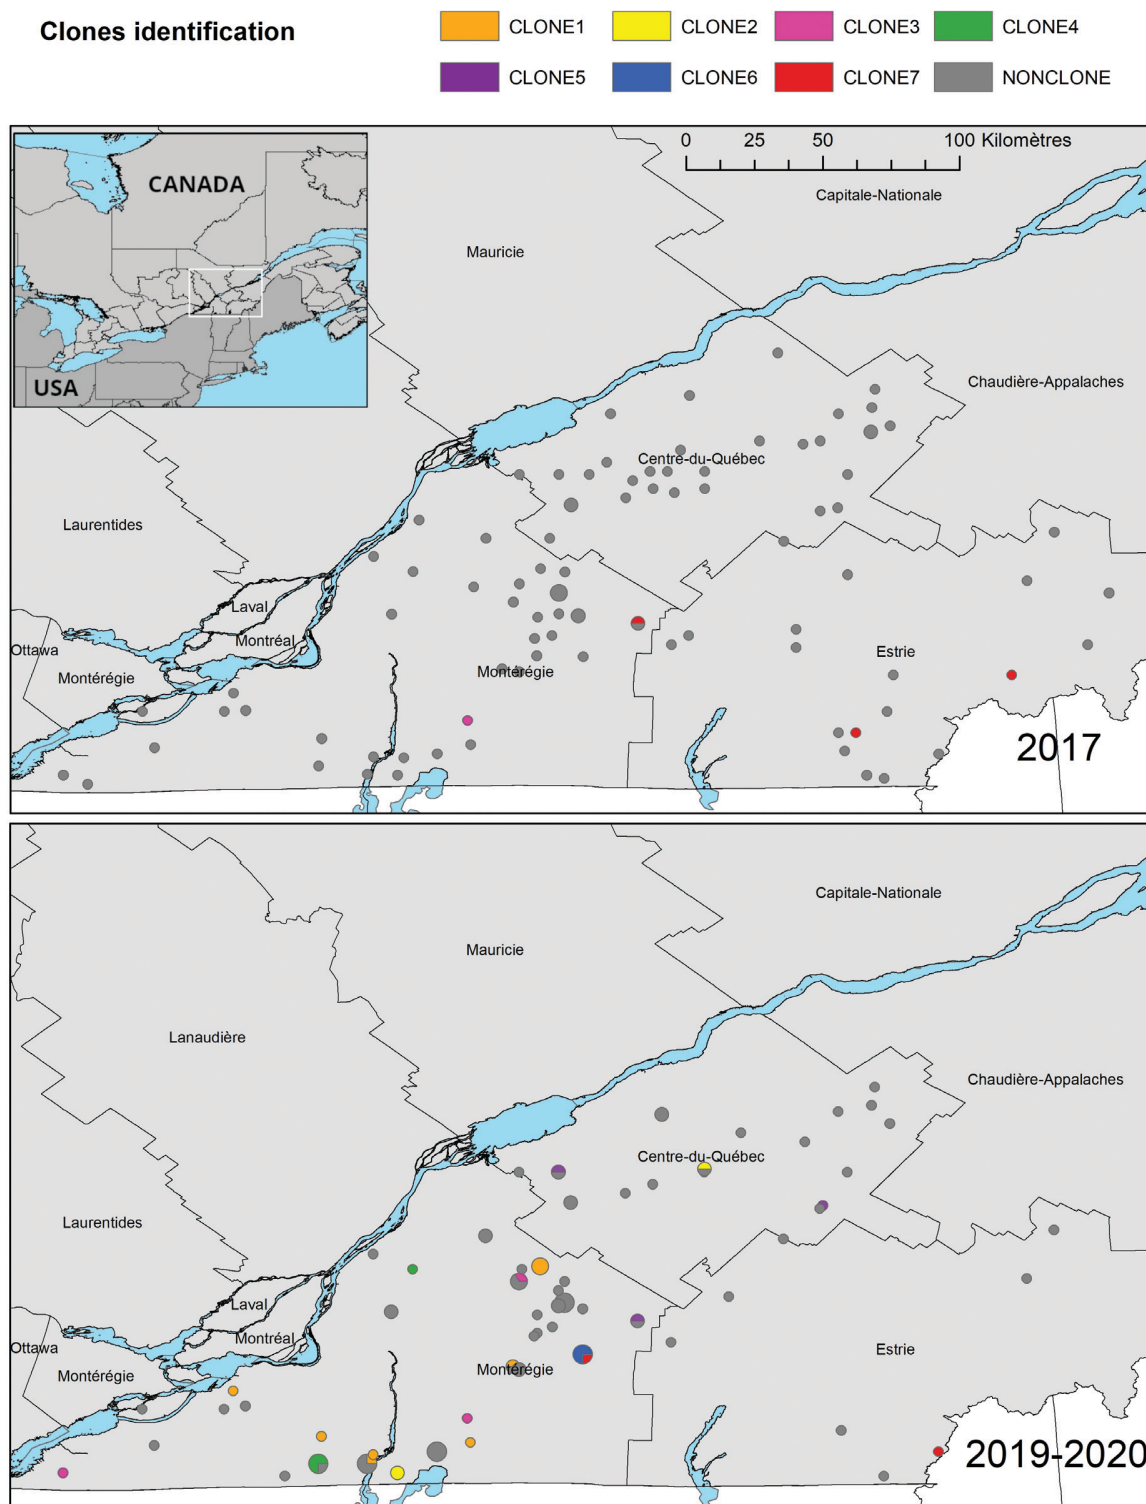 Clones identification
CLONE1 CLONE2 CLONE3 CLONE4
CLONE5 CLONE6 CLONE7 NONCLONE
0 25 50 100 Kilomètres
CANADA
USA
Capitale-Nationale
Mauricie
Chaudière-Appalaches
Centre-du-Québec
Laurentides
Laval
Montréal
Ottawa
Montérégie
Montérégie
Estrie
2017
Capitale-Nationale
Mauricie
Lanaudière
Chaudière-Appalaches
Centre-du-Québec
Laurentides
Laval
Montréal
Ottawa
Montérégie
Montérégie
Estrie
2019-2020